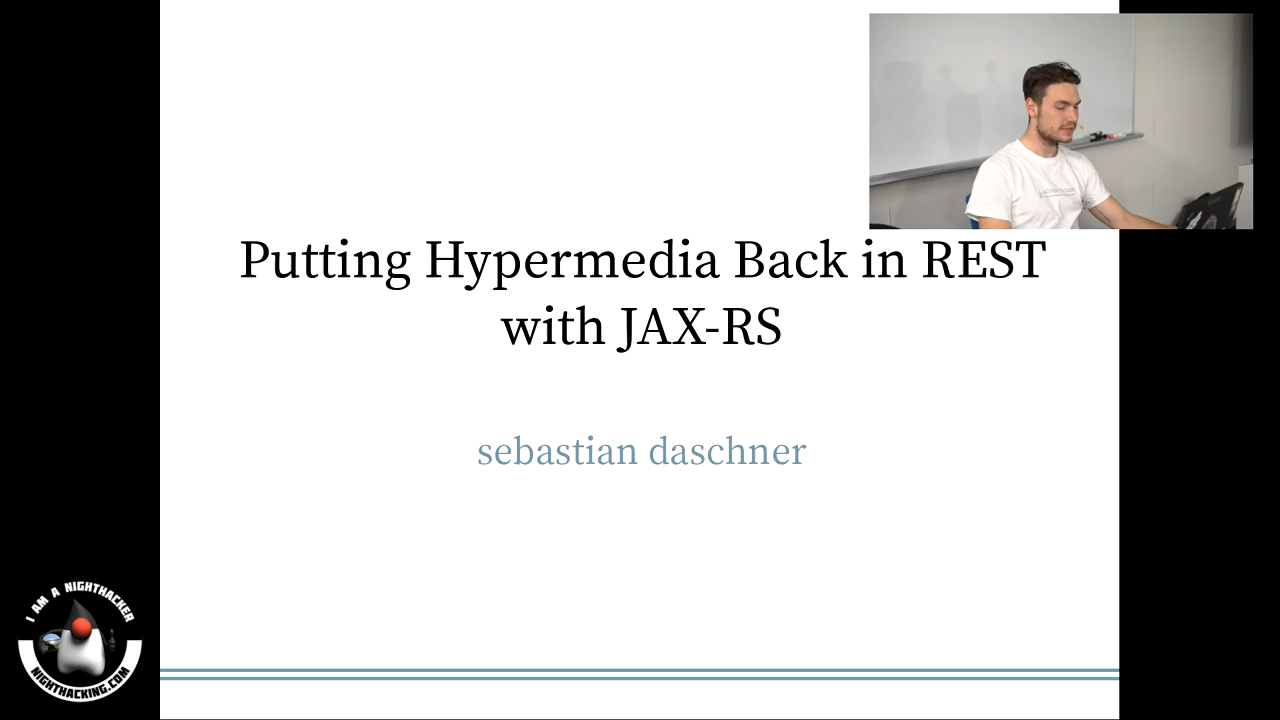 Putting Hypermedia Back in REST
with JAX-RS
sebastian daschner
I AM A NIGHTHACKER
NIGHTHACKING.COM